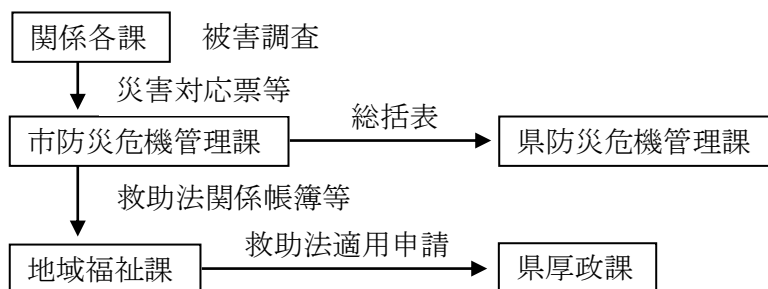 関係各課 被害調査
災害対応票等
総括表
市防災危機管理課 県防災危機管理課
救助法関係帳簿等
救助法適用申請
地域福祉課 県厚政課